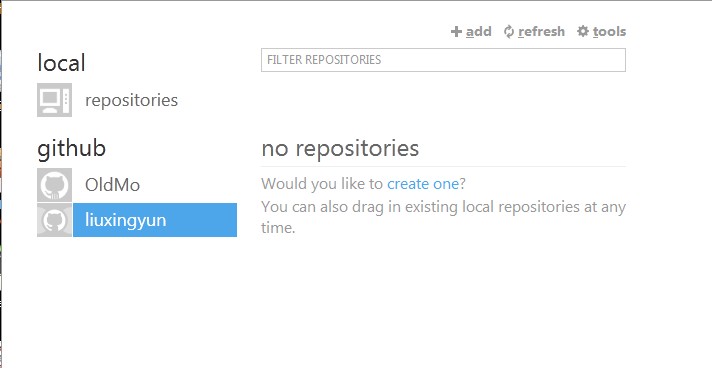 add refresh tools
local
FILTER REPOSITORIES
repositories
github
no repositories
OldMo
Would you like to create one?
liuxingyun
You can also drag in existing local repositories at any
time.